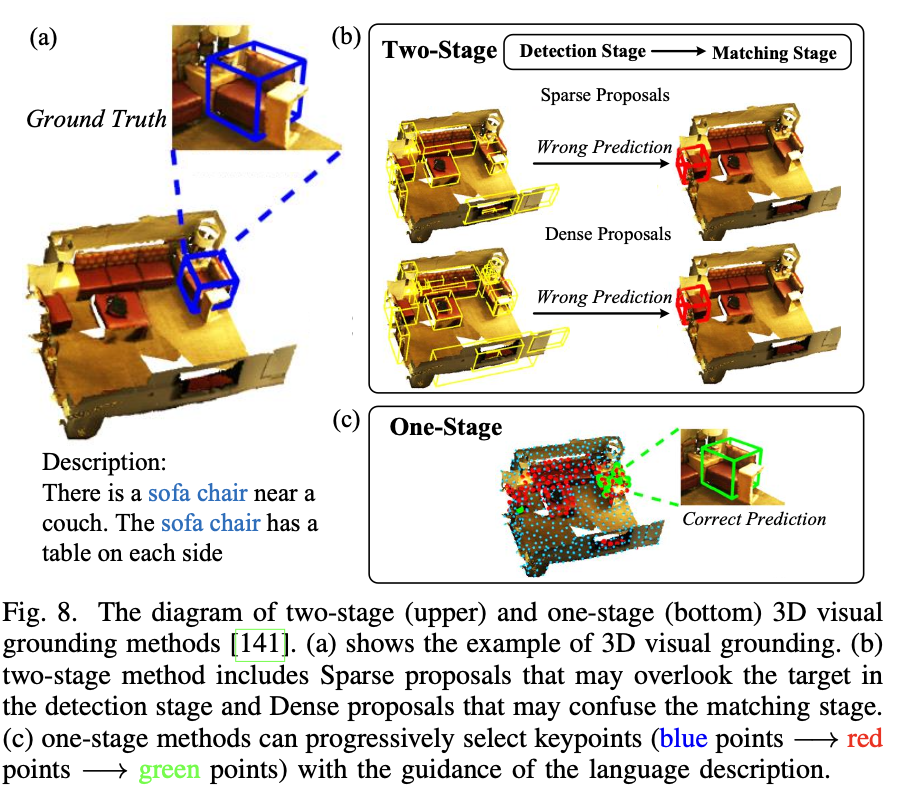 (a)
Ground Truth
Description:
There is a sofa chair near a
couch. The sofa chair has a
table on each side
(b)
Two-Stage
Detection Stage ⟶ Matching Stage
Sparse Proposals
Wrong Prediction
Dense Proposals
Wrong Prediction
(c)
One-Stage
Correct Prediction
Fig. 8. The diagram of two-stage (upper) and one-stage (bottom) 3D visual
grounding methods [141]. (a) shows the example of 3D visual grounding. (b)
two-stage method includes Sparse proposals that may overlook the target in
the detection stage and Dense proposals that may confuse the matching stage.
(c) one-stage methods can progressively select keypoints (blue points ⟶ red
points ⟶ green points) with the guidance of the language description.